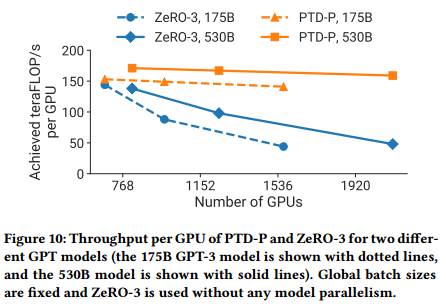 ZeRO-3, 175B
PTD-P, 175B
ZeRO-3, 530B
PTD-P, 530B
Achieved teraFLOP/s
per GPU
200
150
100
50
0
768
1152
1536
1920
Number of GPUs
Figure 10: Throughput per GPU of PTD-P and ZeRO-3 for two differ-
ent GPT models (the 175B GPT-3 model is shown with dotted lines,
and the 530B model is shown with solid lines). Global batch sizes
are fixed and ZeRO-3 is used without any model parallelism.